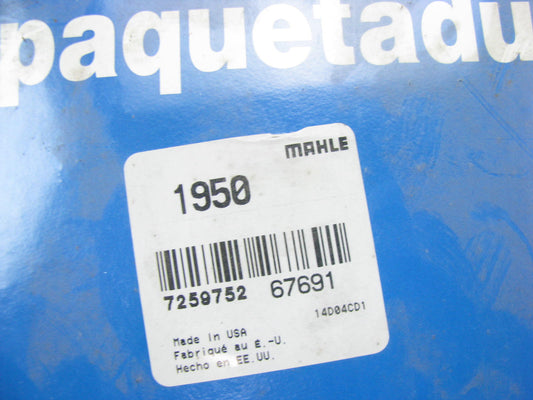 paquetadu
MAHLE
1950
7259752 67691
14D04CD1
Made in USA
Fabriqué au É.-U.
Hecho en EE.UU.